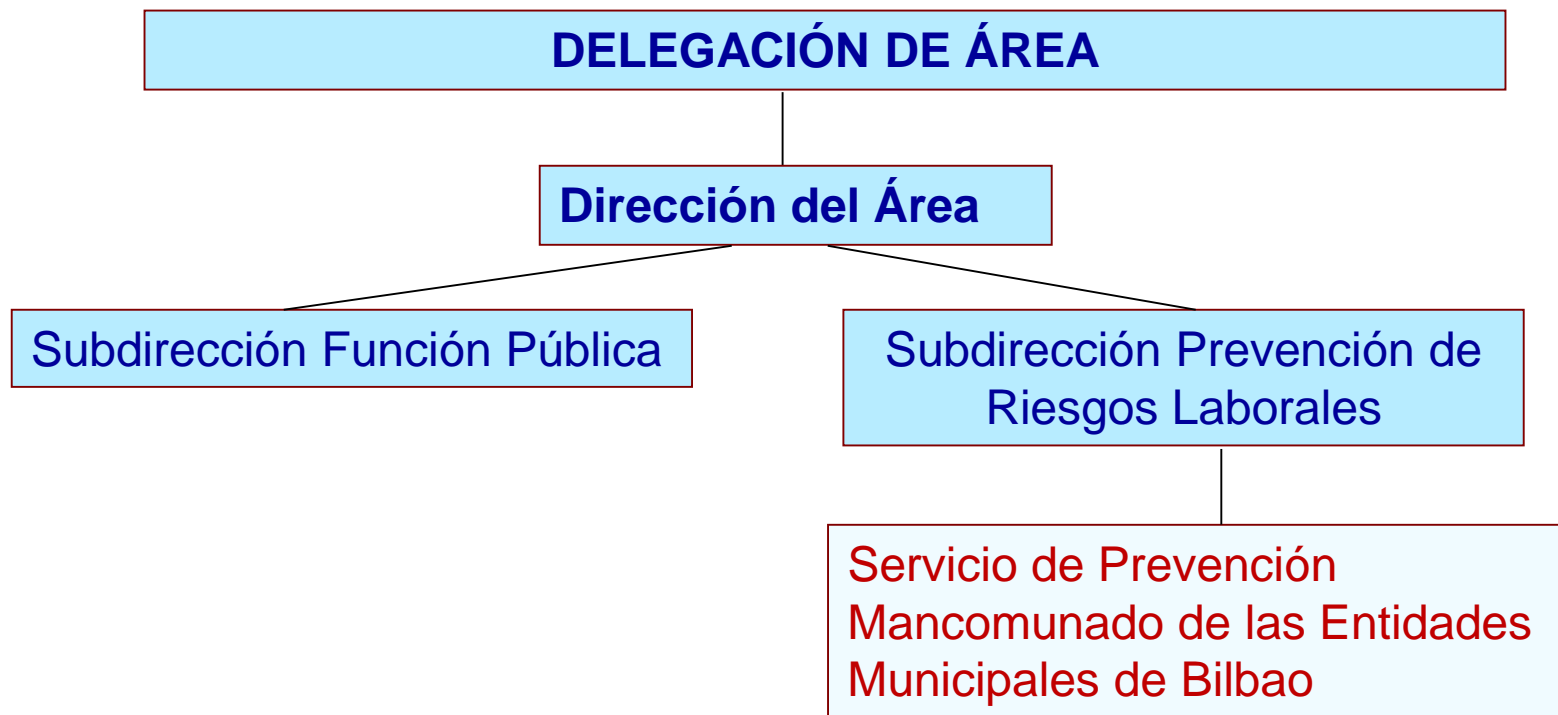 DELEGACIÓN DE ÁREA
Dirección del Área
Subdirección Función Pública
Subdirección Prevención de
Riesgos Laborales
Servicio de Prevención
Mancomunado de las Entidades
Municipales de Bilbao